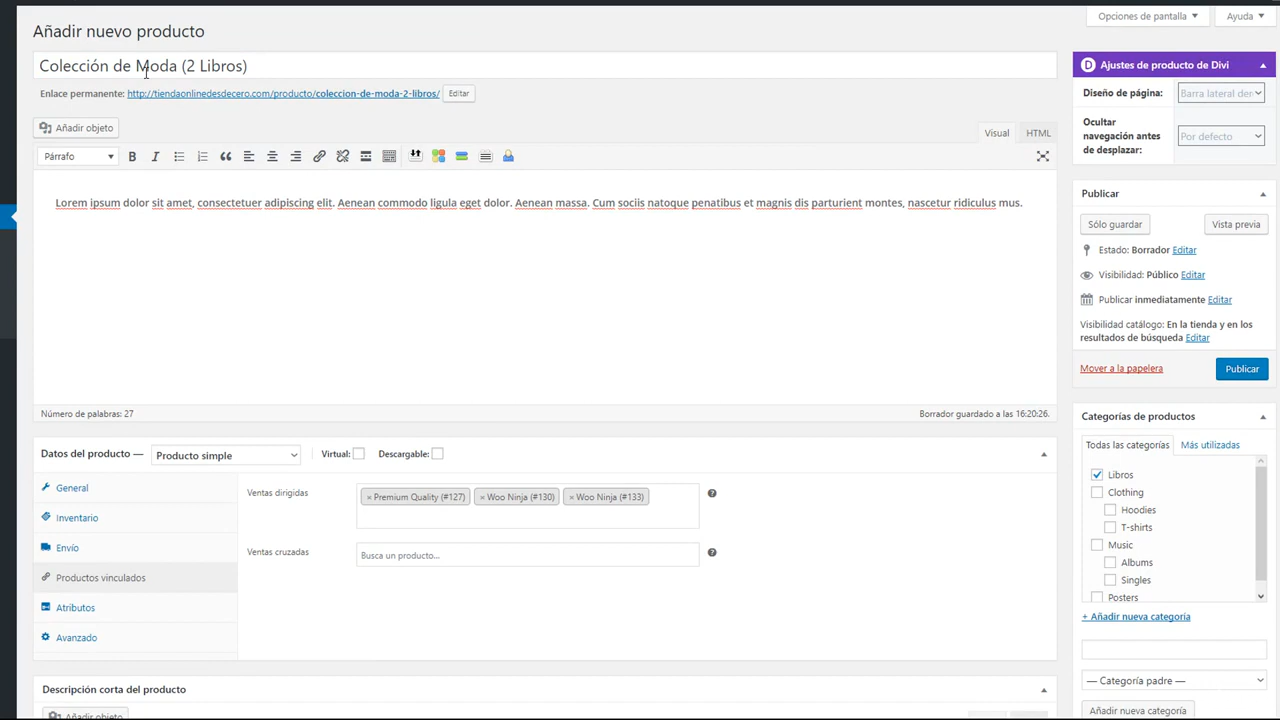 Opciones de pantalla
Ayuda
Añadir nuevo producto
Colección de Moda (2 Libros)
Enlace permanente: http://tiendaonlinedesdecero.com/producto/coleccion-de-moda-2-libros/ Editar
Añadir objeto
Visual HTML
Párrafo
Lorem ipsum dolor sit amet, consectetuer adipiscing elit. Aenean commodo ligula eget dolor. Aenean massa. Cum sociis natoque penatibus et magnis dis parturient montes, nascetur ridiculus mus.
Número de palabras: 27
Borrador guardado a las 16:20:26.
Datos del producto — Producto simple Virtual: Descargable:
General
Inventario
Envío
Productos vinculados
Atributos
Avanzado
Ventas dirigidas × Premium Quality (#127) × Woo Ninja (#130) × Woo Ninja (#133)
Ventas cruzadas Busca un producto...
Descripción corta del producto
Añadir objeto
Ajustes de producto de Divi
Diseño de página: Barra lateral
Ocultar
navegación antes
de desplazar: Por defecto
Publicar
Sólo guardar Vista previa
Estado: Borrador Editar
Visibilidad: Público Editar
Publicar inmediatamente Editar
Visibilidad catálogo: En la tienda y en los
resultados de búsqueda Editar
Mover a la papelera Publicar
Categorías de productos
Todas las categorías Más utilizadas
Libros
Clothing
Hoodies
T-shirts
Music
Albums
Singles
Posters
+ Añadir nueva categoría
— Categoría padre —
Añadir nueva categoría